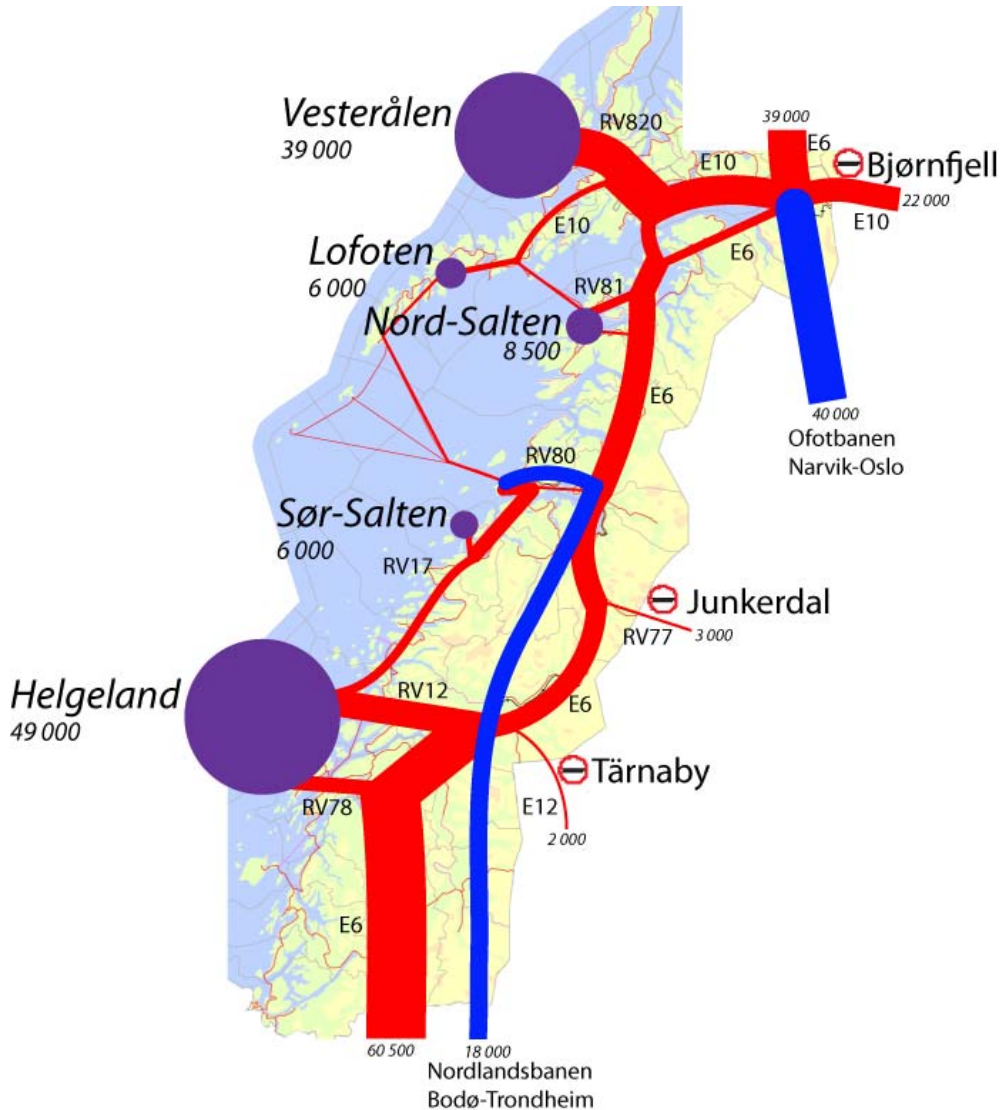 39 000
Vesterålen
39 000
RV820
E6
E10
Bjørnfjell
22 000
E10
E10
Lofoten
6 000
E6
RV81
Nord-Salten
8 500
E6
40 000
Ofotbanen
Narvik-Oslo
RV80
Sør-Salten
6 000
RV17
Junkerdal
3 000
RV77
Helgeland
49 000
RV12
E6
Tärnaby
RV78
E12
2 000
E6
60 500
18 000
Nordlandsbanen
Bodø-Trondheim